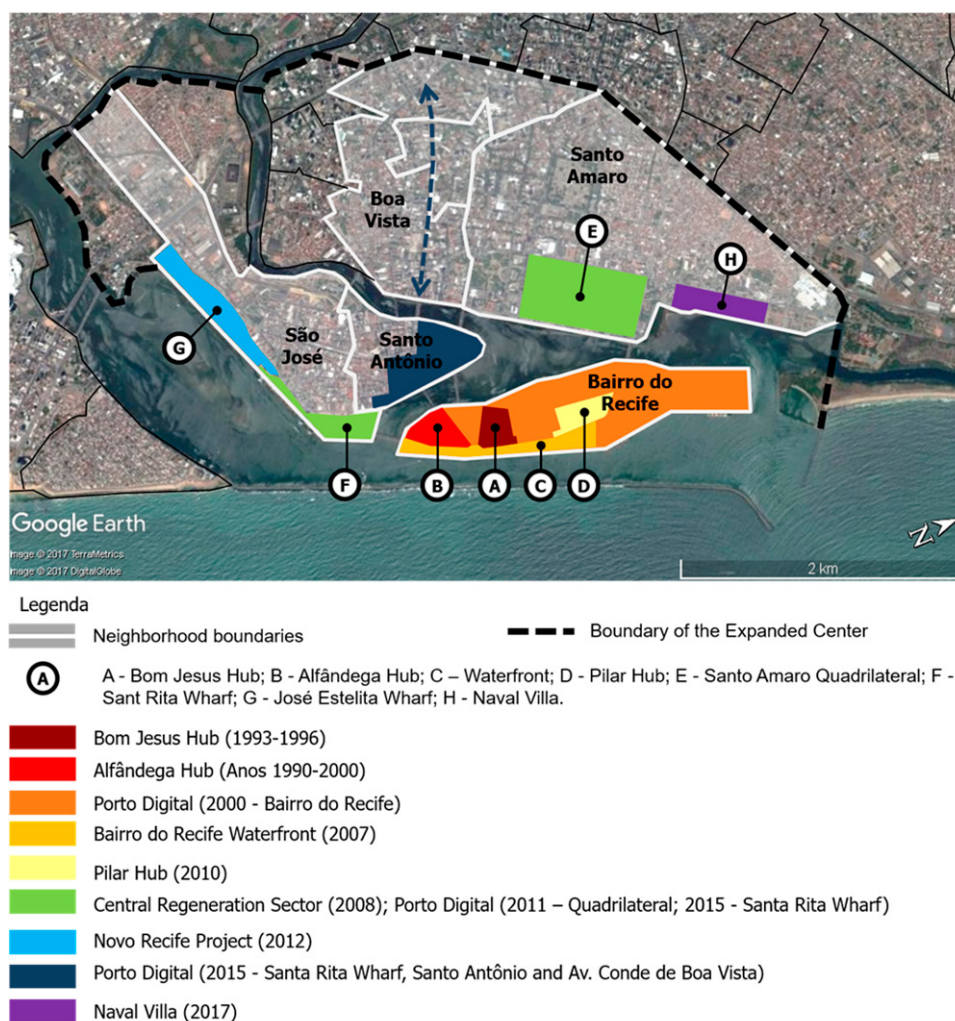 Santo
Amaro
Boa
Vista
E
H
G
São
José
Santo
Antônio
Bairro do
Recife
F
B
A
C
D
Google Earth
Image © 2017 TerraMetrics
Image © 2017 DigitalGlobe
N
2 km
Legenda
Neighborhood boundaries
Boundary of the Expanded Center
A
A - Bom Jesus Hub; B - Alfândega Hub; C – Waterfront; D - Pilar Hub; E - Santo Amaro Quadrilateral; F -
Sant Rita Wharf; G - José Estelita Wharf; H - Naval Villa.
Bom Jesus Hub (1993-1996)
Alfândega Hub (Anos 1990-2000)
Porto Digital (2000 - Bairro do Recife)
Bairro do Recife Waterfront (2007)
Pilar Hub (2010)
Central Regeneration Sector (2008); Porto Digital (2011 – Quadrilateral; 2015 - Santa Rita Wharf)
Novo Recife Project (2012)
Porto Digital (2015 - Santa Rita Wharf, Santo Antônio and Av. Conde de Boa Vista)
Naval Villa (2017)